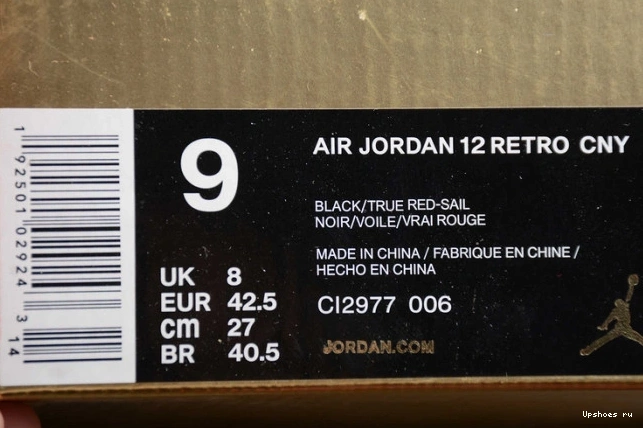 1 92501 02924 3 14
9
AIR JORDAN 12 RETRO CNY
BLACK/TRUE RED-SAIL
NOIR/VOILE/VRAI ROUGE
MADE IN CHINA / FABRIQUE EN CHINE /
HECHO EN CHINA
UK 8
EUR 42.5
cm 27
BR 40.5
CI2977 006
JORDAN.COM
Upshoes ru